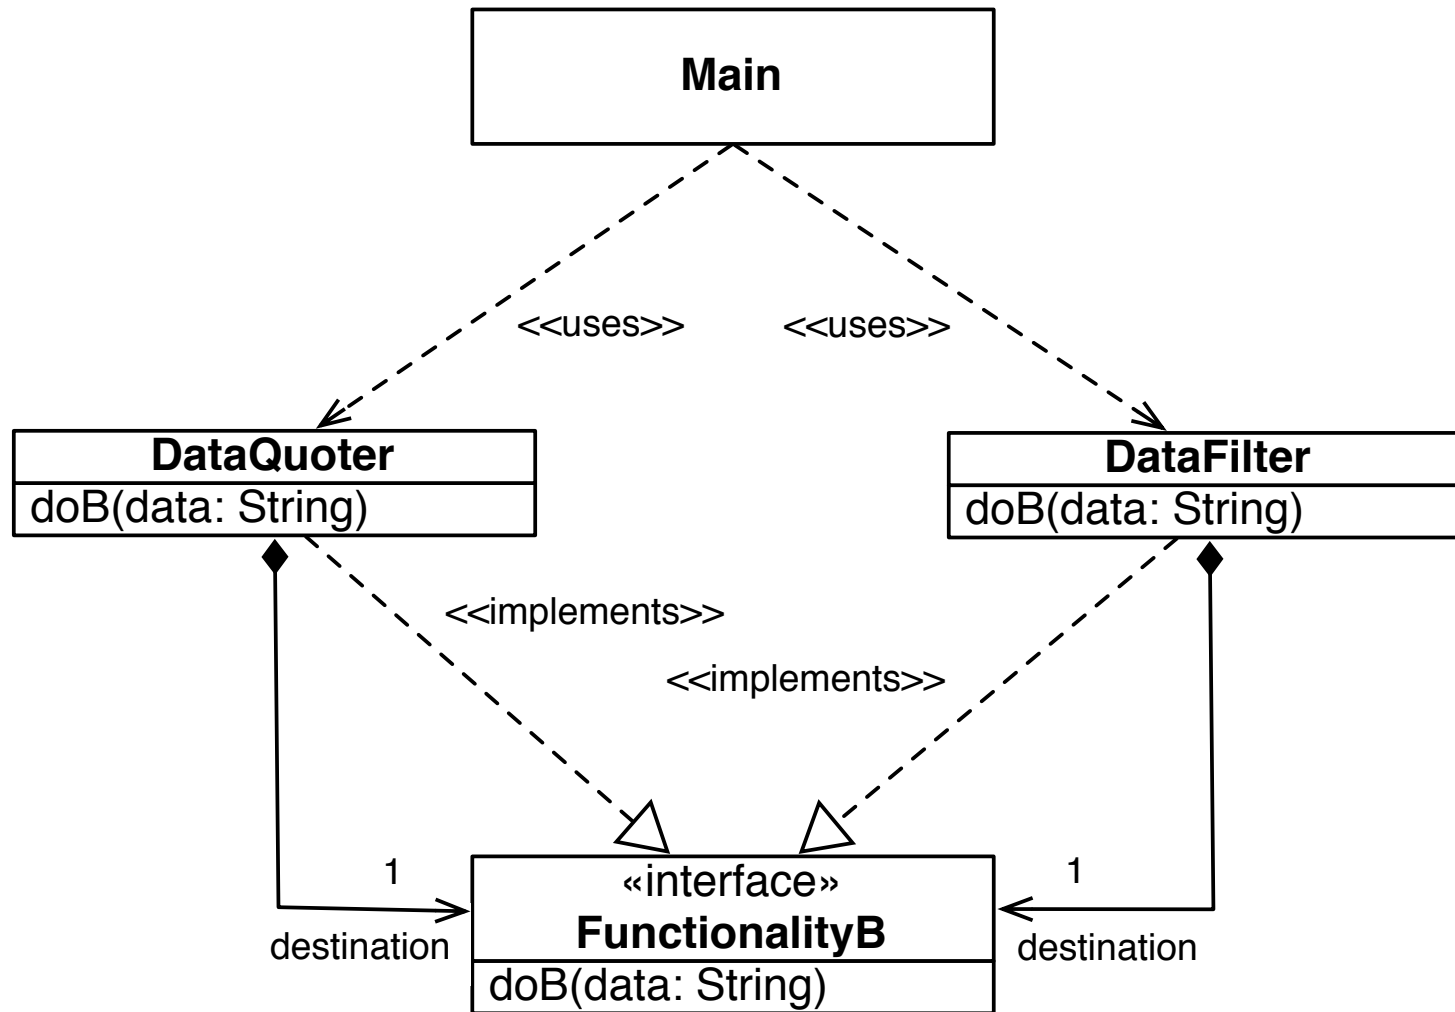 Main
<<uses>>
<<uses>>
DataQuoter
doB(data: String)
DataFilter
doB(data: String)
<<implements>>
<<implements>>
1
destination
1
destination
«interface»
FunctionalityB
doB(data: String)